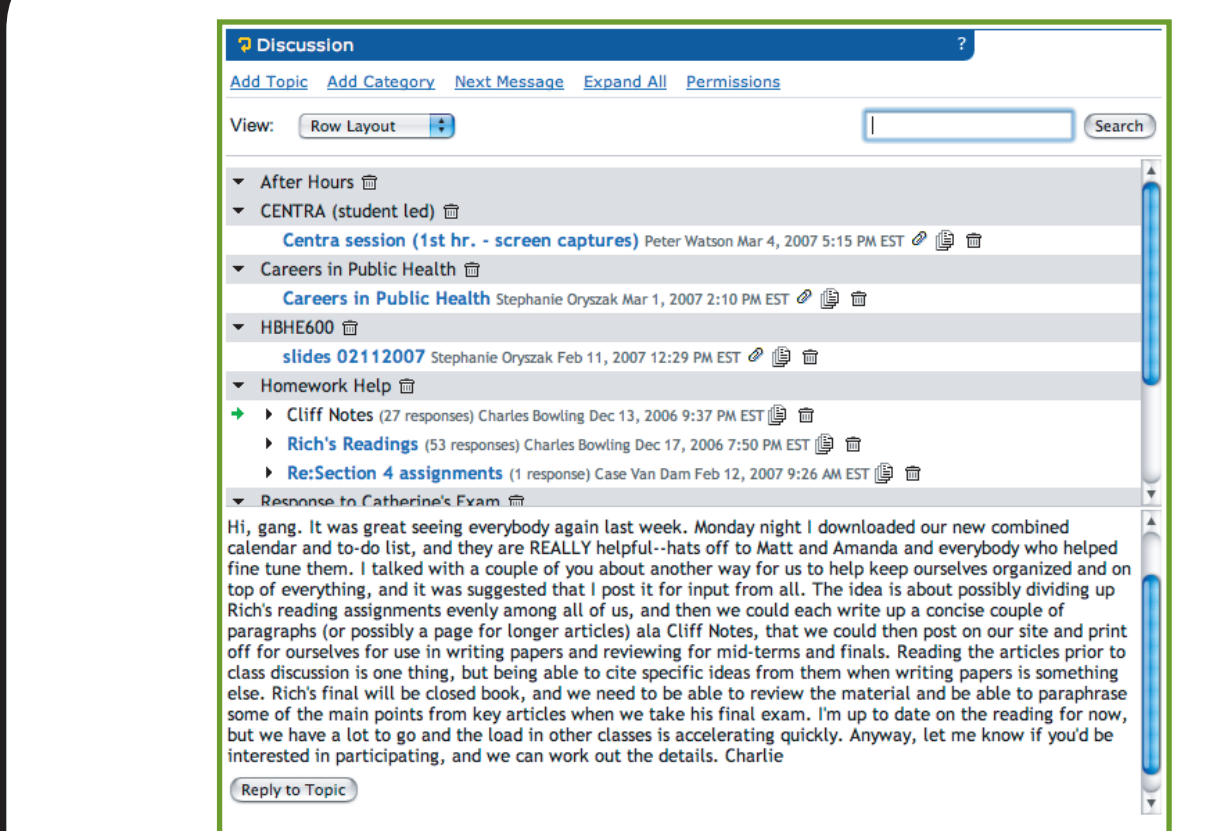 Discussion ?
Add Topic Add Category Next Message Expand All Permissions
View: Row Layout Search
After Hours
CENTRA (student led)
Centra session (1st hr. - screen captures) Peter Watson Mar 4, 2007 5:15 PM EST
Careers in Public Health
Careers in Public Health Stephanie Oryszak Mar 1, 2007 2:10 PM EST
HBHE600
slides 02112007 Stephanie Oryszak Feb 11, 2007 12:29 PM EST
Homework Help
Cliff Notes (27 responses) Charles Bowling Dec 13, 2006 9:37 PM EST
Rich's Readings (53 responses) Charles Bowling Dec 17, 2006 7:50 PM EST
Re:Section 4 assignments (1 response) Case Van Dam Feb 12, 2007 9:26 AM EST
Response to Catherine's Exam
Hi, gang. It was great seeing everybody again last week. Monday night I downloaded our new combined
calendar and to-do list, and they are REALLY helpful--hats off to Matt and Amanda and everybody who helped
fine tune them. I talked with a couple of you about another way for us to help keep ourselves organized and on
top of everything, and it was suggested that I post it for input from all. The idea is about possibly dividing up
Rich's reading assignments evenly among all of us, and then we could each write up a concise couple of
paragraphs (or possibly a page for longer articles) ala Cliff Notes, that we could then post on our site and print
off for ourselves for use in writing papers and reviewing for mid-terms and finals. Reading the articles prior to
class discussion is one thing, but being able to cite specific ideas from them when writing papers is something
else. Rich's final will be closed book, and we need to be able to review the material and be able to paraphrase
some of the main points from key articles when we take his final exam. I'm up to date on the reading for now,
but we have a lot to go and the load in other classes is accelerating quickly. Anyway, let me know if you'd be
interested in participating, and we can work out the details. Charlie
Reply to Topic